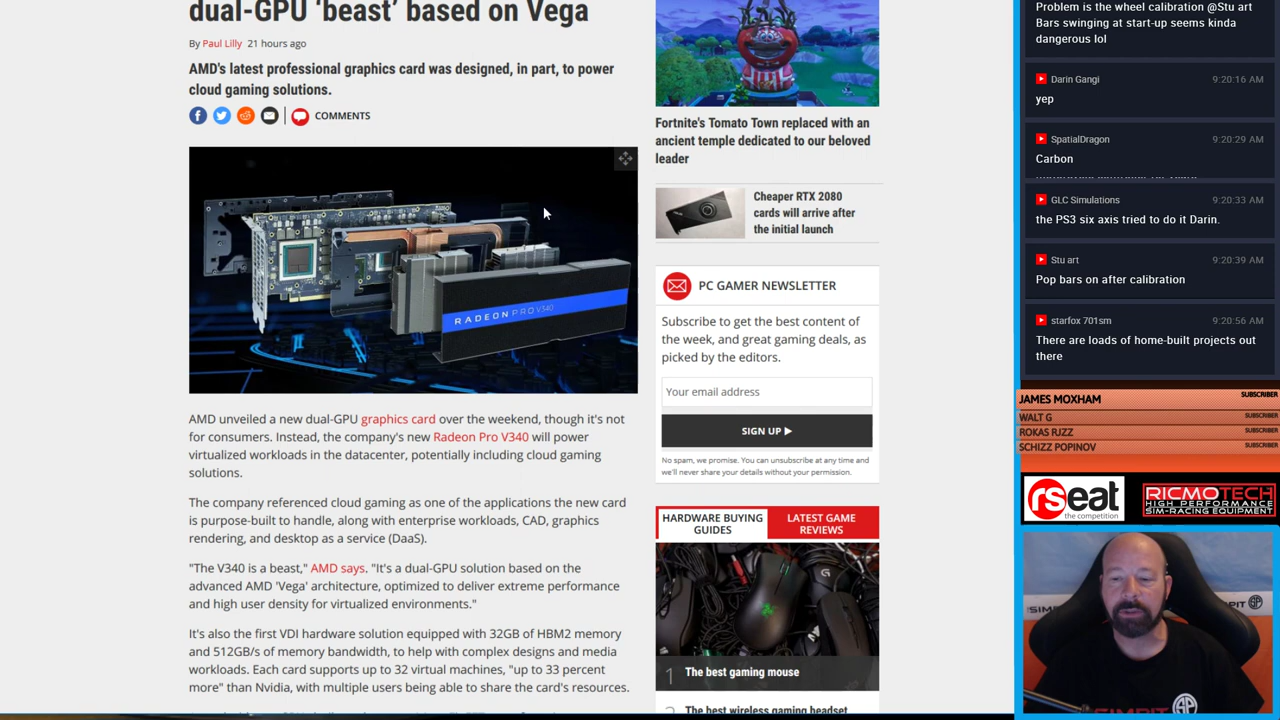 dual-GPU ‘beast’ based on Vega
By Paul Lilly 21 hours ago
AMD's latest professional graphics card was designed, in part, to power
cloud gaming solutions.
COMMENTS
RADEON PRO V340
AMD unveiled a new dual-GPU graphics card over the weekend, though it's not
for consumers. Instead, the company's new Radeon Pro V340 will power
virtualized workloads in the datacenter, potentially including cloud gaming
solutions.
The company referenced cloud gaming as one of the applications the new card
is purpose-built to handle, along with enterprise workloads, CAD, graphics
rendering, and desktop as a service (DaaS).
"The V340 is a beast," AMD says. "It's a dual-GPU solution based on the
advanced AMD 'Vega' architecture, optimized to deliver extreme performance
and high user density for virtualized environments."
It's also the first VDI hardware solution equipped with 32GB of HBM2 memory
and 512GB/s of memory bandwidth, to help with complex designs and media
workloads. Each card supports up to 32 virtual machines, "up to 33 percent
more" than Nvidia, with multiple users being able to share the card's resources.
Fortnite's Tomato Town replaced with an
ancient temple dedicated to our beloved
leader
Cheaper RTX 2080
cards will arrive after
the initial launch
PC GAMER NEWSLETTER
Subscribe to get the best content of
the week, and great gaming deals, as
picked by the editors.
Your email address
SIGN UP
No spam, we promise. You can unsubscribe at any time and
we'll never share your details without your permission.
HARDWARE BUYING
GUIDES
LATEST GAME
REVIEWS
1 The best gaming mouse
The best wireless gaming headset
Problem is the wheel calibration @Stu art
Bars swinging at start-up seems kinda
dangerous lol
Darin Gangi 9:20:16 AM
yep
SpatialDragon 9:20:29 AM
Carbon
GLC Simulations 9:20:33 AM
the PS3 six axis tried to do it Darin.
Stu art 9:20:39 AM
Pop bars on after calibration
starfox 701sm 9:20:56 AM
There are loads of home-built projects out
there
JAMES MOXHAM SUBSCRIBER
WALT G SUBSCRIBER
ROKAS RJZZ SUBSCRIBER
SCHIZZ POPINOV SUBSCRIBER
rseat
the competition
RICMOTECH
HIGH PERFORMANCE
SIM-RACING EQUIPMENT
SIMPIT